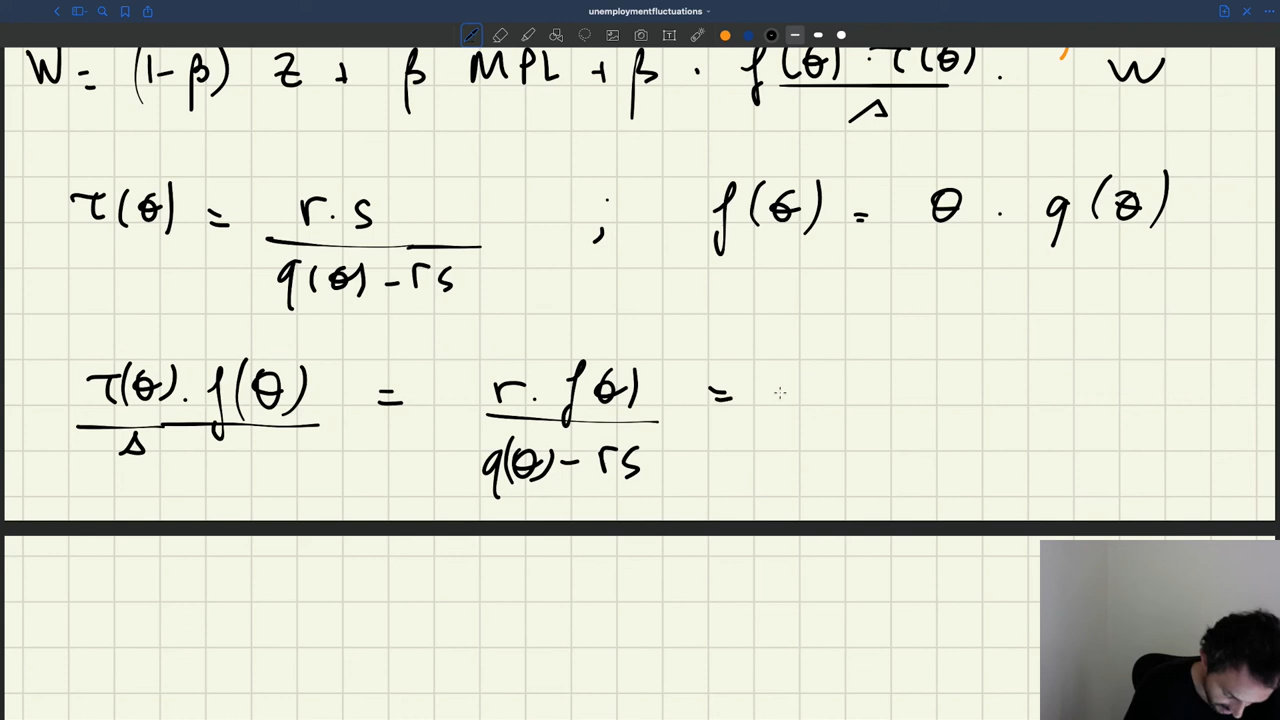 unemploymentfluctuations
W = (1-β) Z + β MPL + β · f(θ) · τ(θ) / s · W
τ(θ) = r · s / q(θ) - rs ; f(θ) = θ · q(θ)
τ(θ) · f(θ) / s = r · f(θ) / q(θ) - rs =